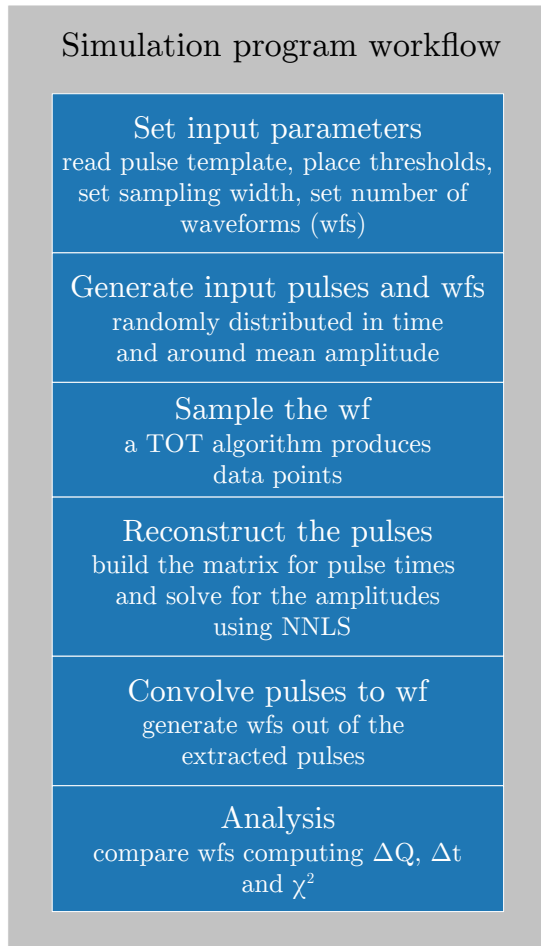 Simulation program workflow
Set input parameters
read pulse template, place thresholds,
set sampling width, set number of
waveforms (wfs)
Generate input pulses and wfs
randomly distributed in time
and around mean amplitude
Sample the wf
a TOT algorithm produces
data points
Reconstruct the pulses
build the matrix for pulse times
and solve for the amplitudes
using NNLS
Convolve pulses to wf
generate wfs out of the
extracted pulses
Analysis
compare wfs computing ΔQ, Δt
and χ²